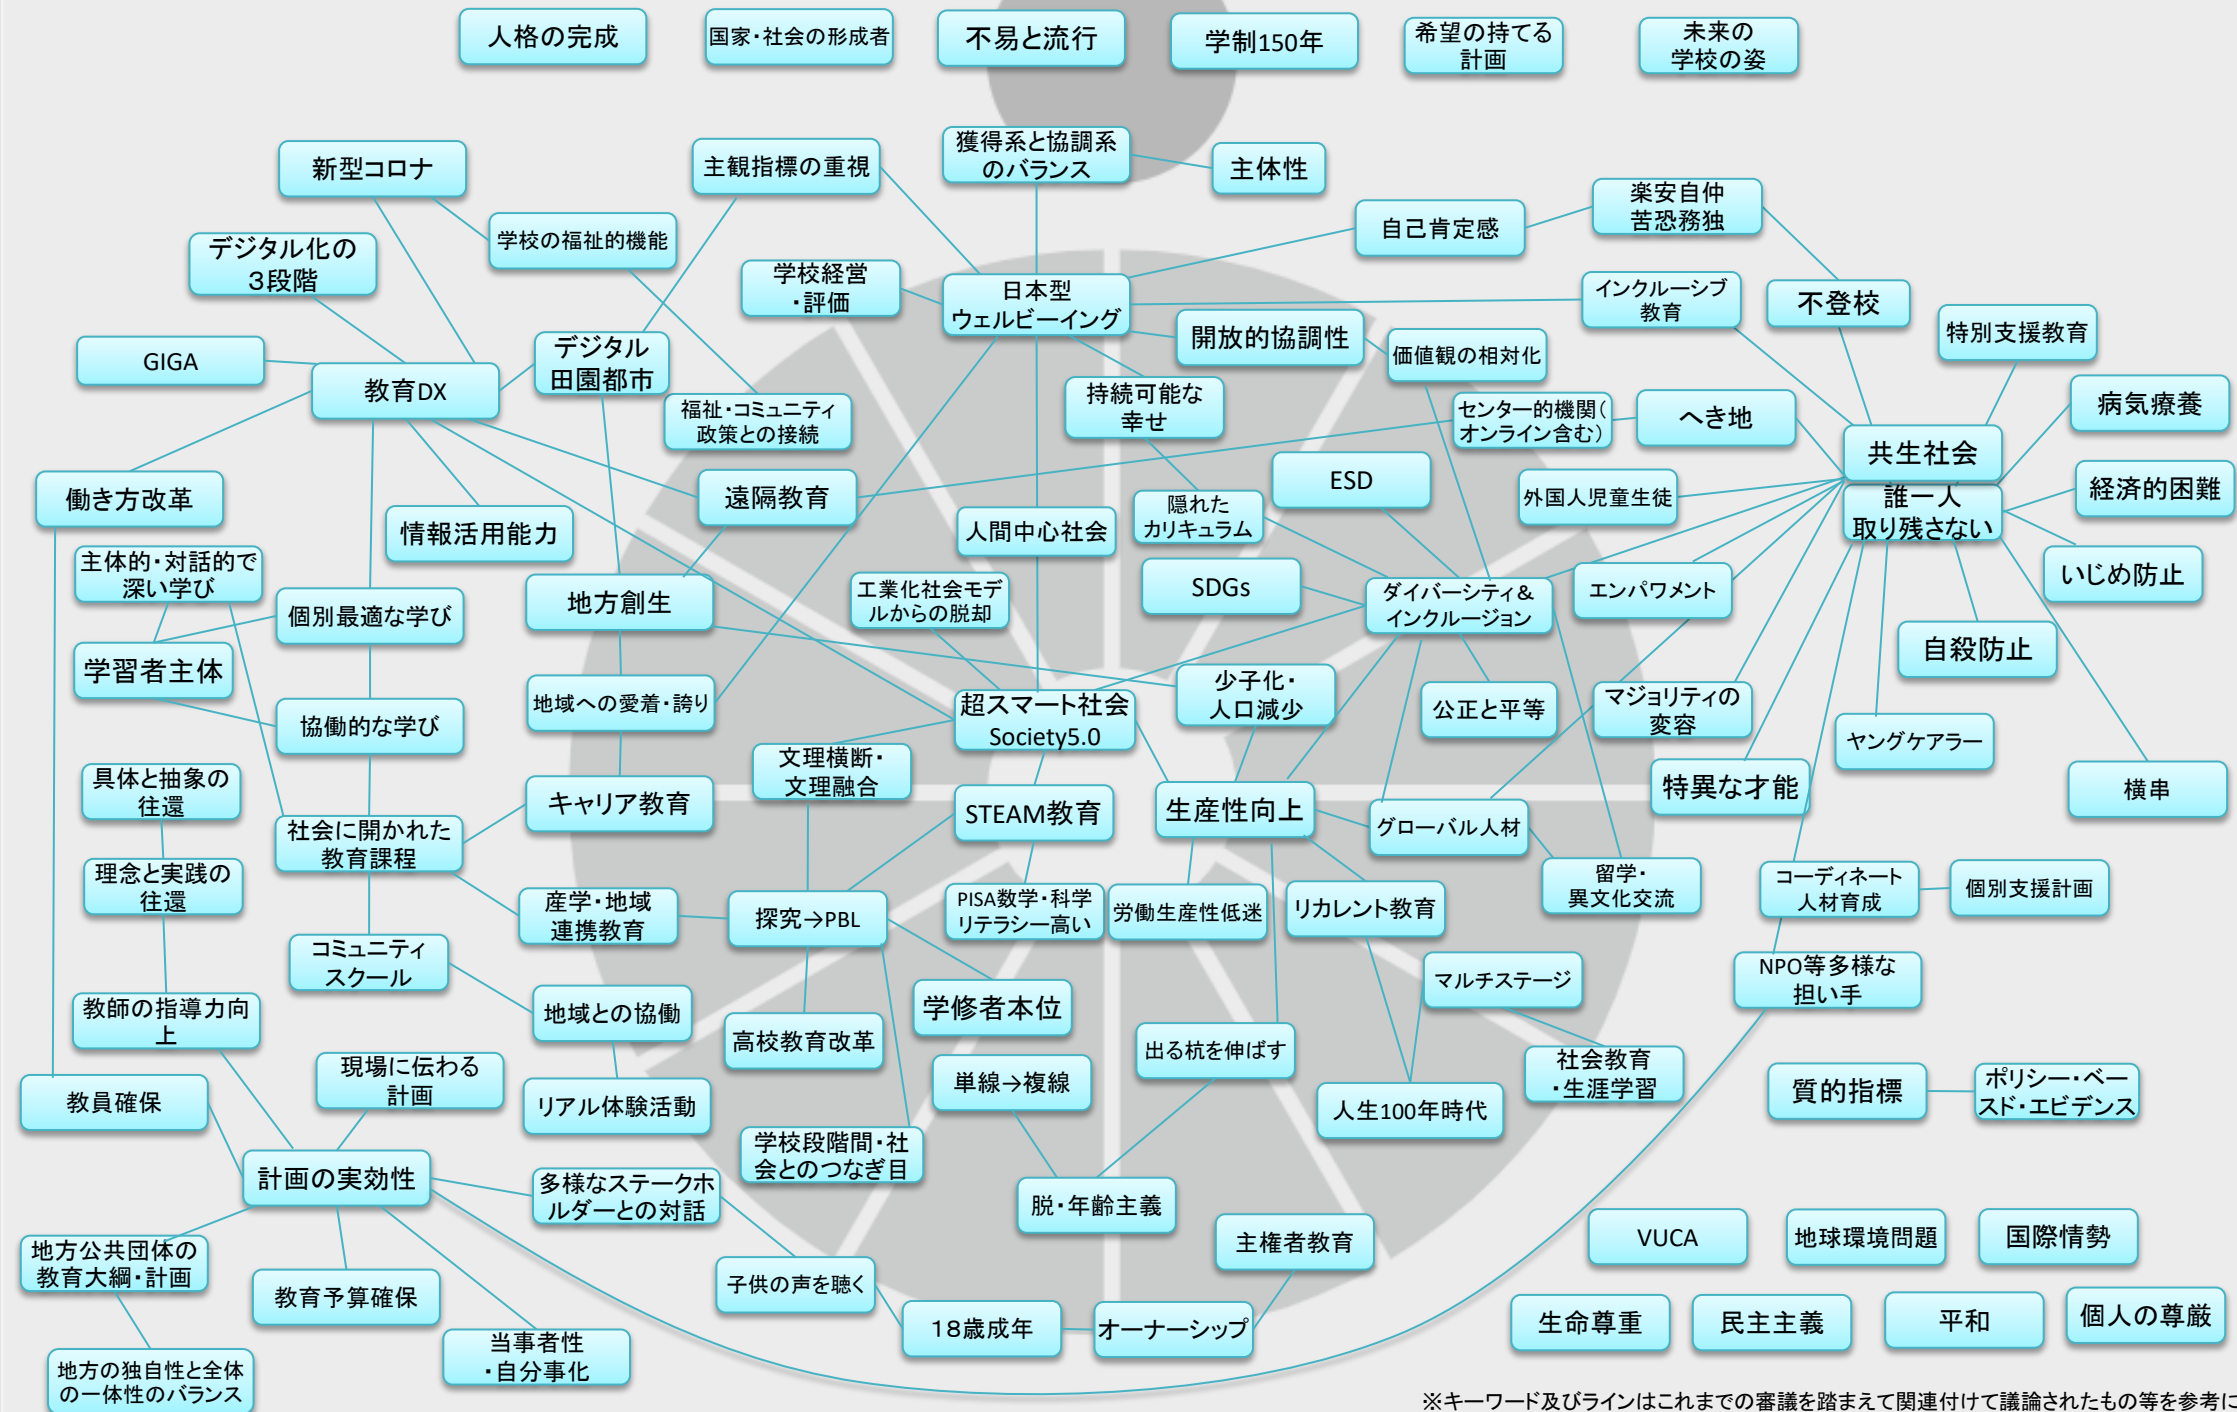 人格の完成
国家・社会の形成者
不易と流行
学制150年
希望の持てる
計画
未来の
学校の姿
獲得系と協調系
のバランス
主体性
主観指標の重視
新型コロナ
楽安自仲
苦恐務独
自己肯定感
学校の福祉的機能
デジタル化の
3段階
学校経営
・評価
日本型
ウェルビーイング
インクルーシブ
教育
不登校
特別支援教育
開放的協調性
価値観の相対化
GIGA
教育DX
デジタル
田園都市
福祉・コミュニティ
政策との接続
持続可能な
幸せ
センター的機関(
オンライン含む)
へき地
病気療養
共生社会
誰一人
取り残さない
経済的困難
働き方改革
情報活用能力
遠隔教育
人間中心社会
隠れた
カリキュラム
ESD
外国人児童生徒
いじめ防止
主体的・対話的で
深い学び
個別最適な学び
地方創生
工業化社会モデ
ルからの脱却
SDGs
ダイバーシティ&
インクルージョン
エンパワメント
自殺防止
学習者主体
協働的な学び
地域への愛着・誇り
超スマート社会
Society5.0
少子化・
人口減少
公正と平等
マジョリティの
変容
ヤングケアラー
横串
具体と抽象の
往還
文理横断・
文理融合
キャリア教育
STEAM教育
生産性向上
グローバル人材
特異な才能
社会に開かれた
教育課程
理念と実践の
往還
産学・地域
連携教育
探究→PBL
PISA数学・科学
リテラシー高い
労働生産性低迷
リカレント教育
留学・
異文化交流
コーディネート
人材育成
個別支援計画
コミュニティ
スクール
教師の指導力向
上
地域との協働
高校教育改革
学修者本位
出る杭を伸ばす
マルチステージ
NPO等多様な
担い手
社会教育
・生涯学習
教員確保
現場に伝わる
計画
リアル体験活動
単線→複線
人生100年時代
質的指標
ポリシー・ベー
スド・エビデンス
学校段階間・社
会とのつなぎ目
計画の実効性
多様なステークホ
ルダーとの対話
脱・年齢主義
主権者教育
VUCA
地球環境問題
国際情勢
地方公共団体の
教育大綱・計画
教育予算確保
子供の声を聴く
18歳成年
オーナーシップ
生命尊重
民主主義
平和
個人の尊厳
当事者性
・自分事化
地方の独自性と全体
の一体性のバランス
※キーワード及びラインはこれまでの審議を踏まえて関連付けて議論されたもの等を参考に